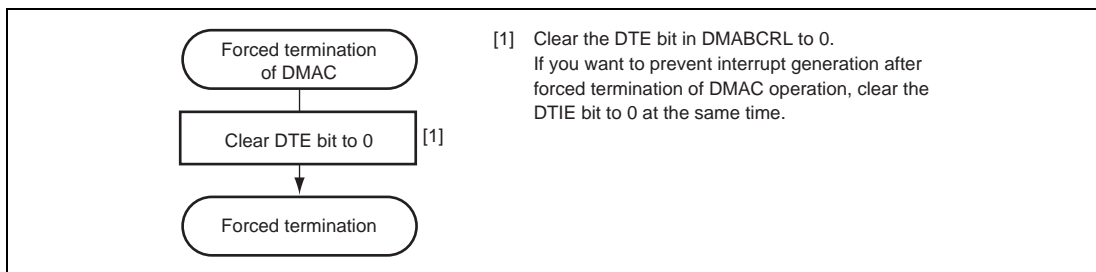 Forced termination
of DMAC
Clear DTE bit to 0
[1]
Forced termination
[1] Clear the DTE bit in DMABCRL to 0.
If you want to prevent interrupt generation after
forced termination of DMAC operation, clear the
DTIE bit to 0 at the same time.